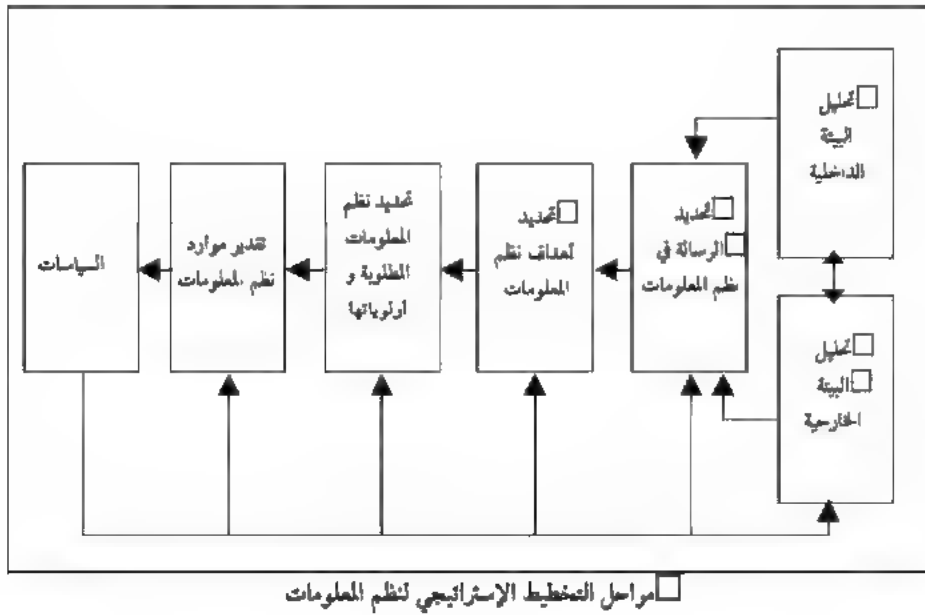 تحليل
البيئة
الداخلية
تحليل
البيئة
الخارجية
تحديد
الرسالة في
نظم المعلومات
تحديد
أهداف نظم
المعلومات
تحديد نظم
المعلومات
المطلوبة و
أولوياتها
تقدير موارد
نظم المعلومات
السياسات
مراحل التخطيط الإستراتيجي لنظم المعلومات